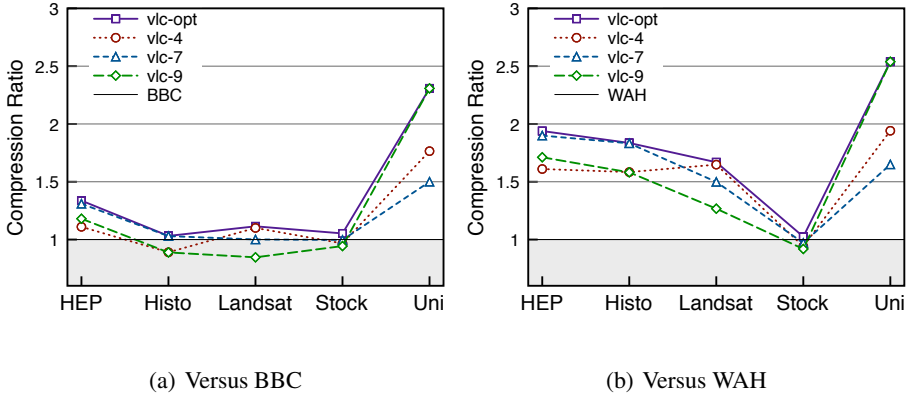 3
2.5
2
1.5
1
Compression Ratio
vlc-opt
vlc-4
vlc-7
vlc-9
BBC
HEP Histo Landsat Stock Uni
(a) Versus BBC
3
2.5
2
1.5
1
Compression Ratio
vlc-opt
vlc-4
vlc-7
vlc-9
WAH
HEP Histo Landsat Stock Uni
(b) Versus WAH